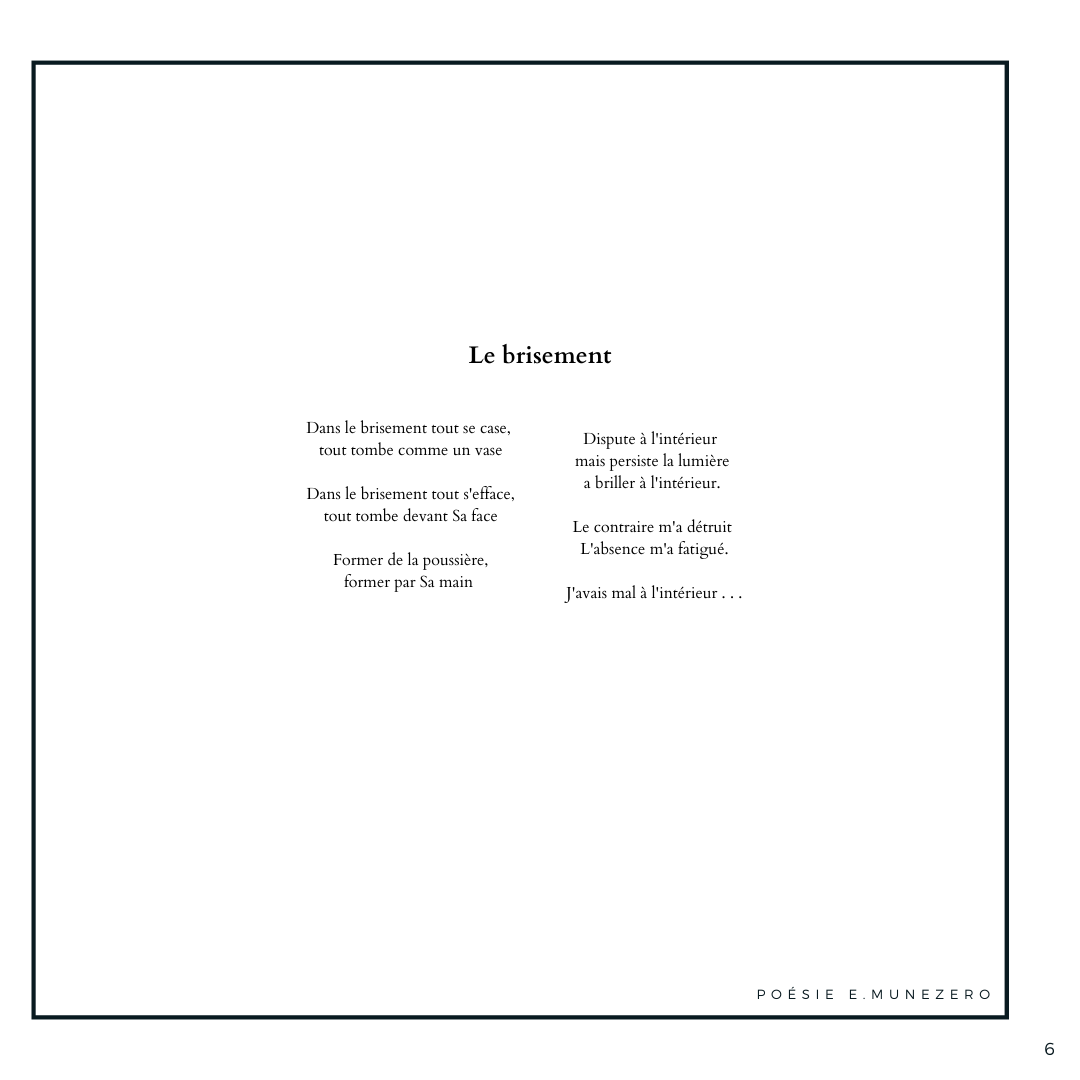 Le brisement
Dans le brisement tout se case,
tout tombe comme un vase
Dans le brisement tout s'efface,
tout tombe devant Sa face
Former de la poussière,
former par Sa main
Dispute à l'intérieur
mais persiste la lumière
a briller à l'intérieur.
Le contraire m'a détruit
L'absence m'a fatigué.
J'avais mal à l'intérieur . . .
POÉSIE E.MUNEZERO
6